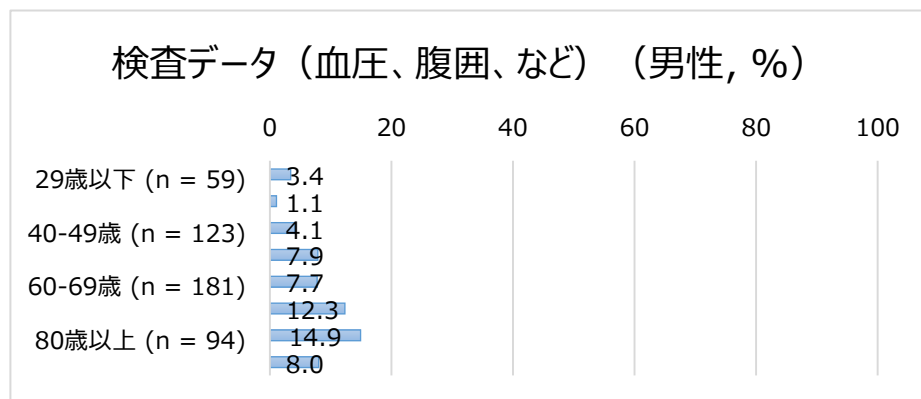 検査データ（血圧、腹囲、など）（男性, %）
0 20 40 60 80 100
29歳以下 (n = 59) 3.4
1.1
40-49歳 (n = 123) 4.1
7.9
60-69歳 (n = 181) 7.7
12.3
80歳以上 (n = 94) 14.9
8.0